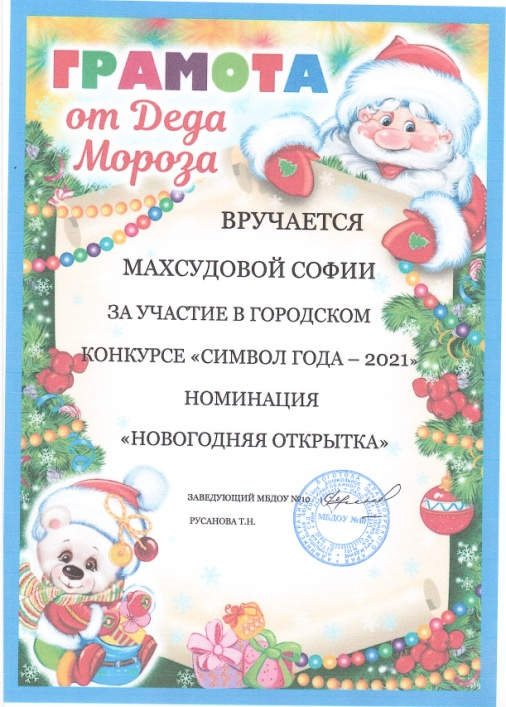 ГРАМОТА
от Деда
Мороза
ВРУЧАЕТСЯ
МАХСУДОВОЙ СОФИИ
ЗА УЧАСТИЕ В ГОРОДСКОМ
КОНКУРСЕ «СИМВОЛ ГОДА – 2021»
НОМИНАЦИЯ
«НОВОГОДНЯЯ ОТКРЫТКА»
ЗАВЕДУЮЩИЙ МБДОУ №10
РУСАНОВА Т.Н.
МБДОУ №10